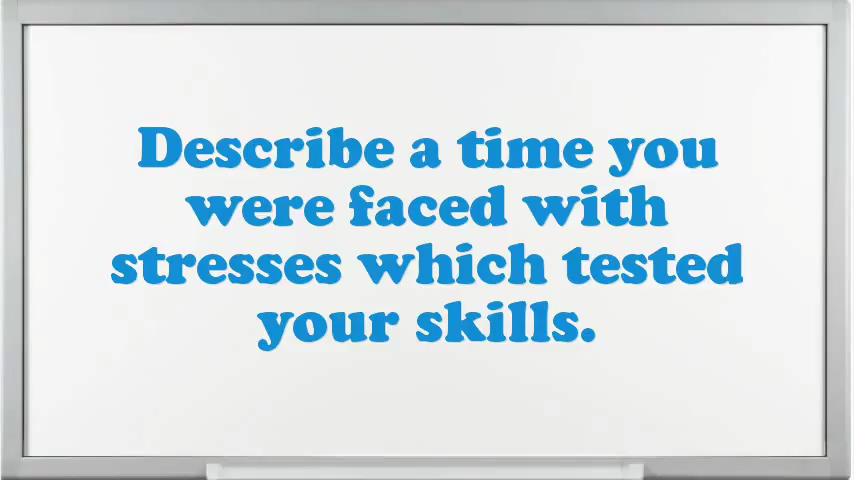 Describe a time you
were faced with
stresses which tested
your skills.